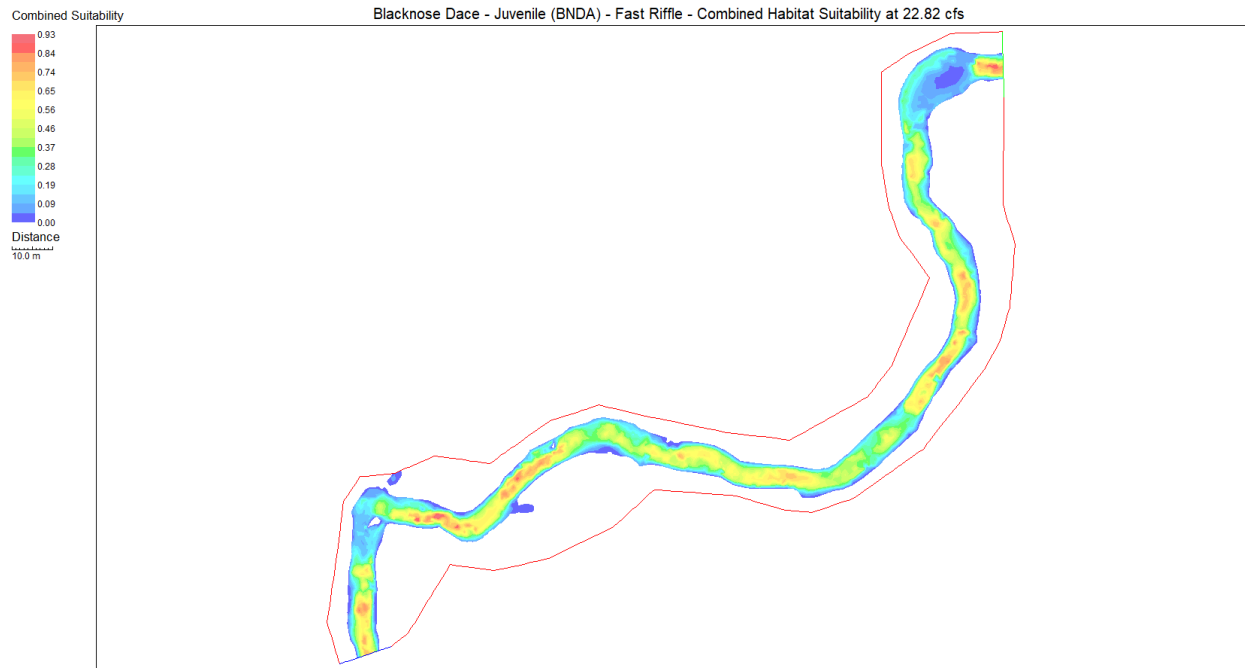 Combined Suitability
Blacknose Dace - Juvenile (BNDA) - Fast Riffle - Combined Habitat Suitability at 22.82 cfs
0.93
0.84
0.74
0.65
0.56
0.46
0.37
0.28
0.19
0.09
0.00
Distance
10.0 m